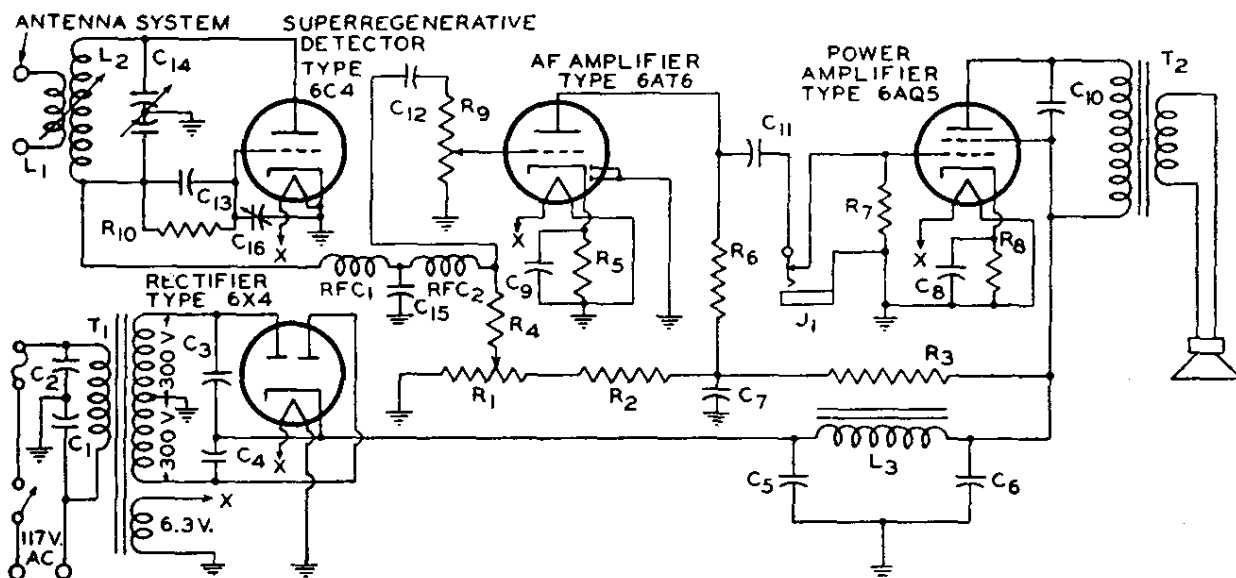 ANTENNA SYSTEM
SUPERREGENERATIVE
DETECTOR
TYPE
6C4
AF AMPLIFIER
TYPE 6AT6
POWER
AMPLIFIER
TYPE 6AQ5
T2
L2
C14
C12
R9
C11
C10
L1
C13
R10
C16
X
X
R5
C9
R6
R7
X
C8
R8
J1
RFC1
RFC2
C15
R4
RECTIFIER
TYPE 6X4
T1
C3
C2
C1
300 V
300 V
C4
X
R1
R2
C7
R3
L3
C5
C6
X
6.3V.
117V.
AC